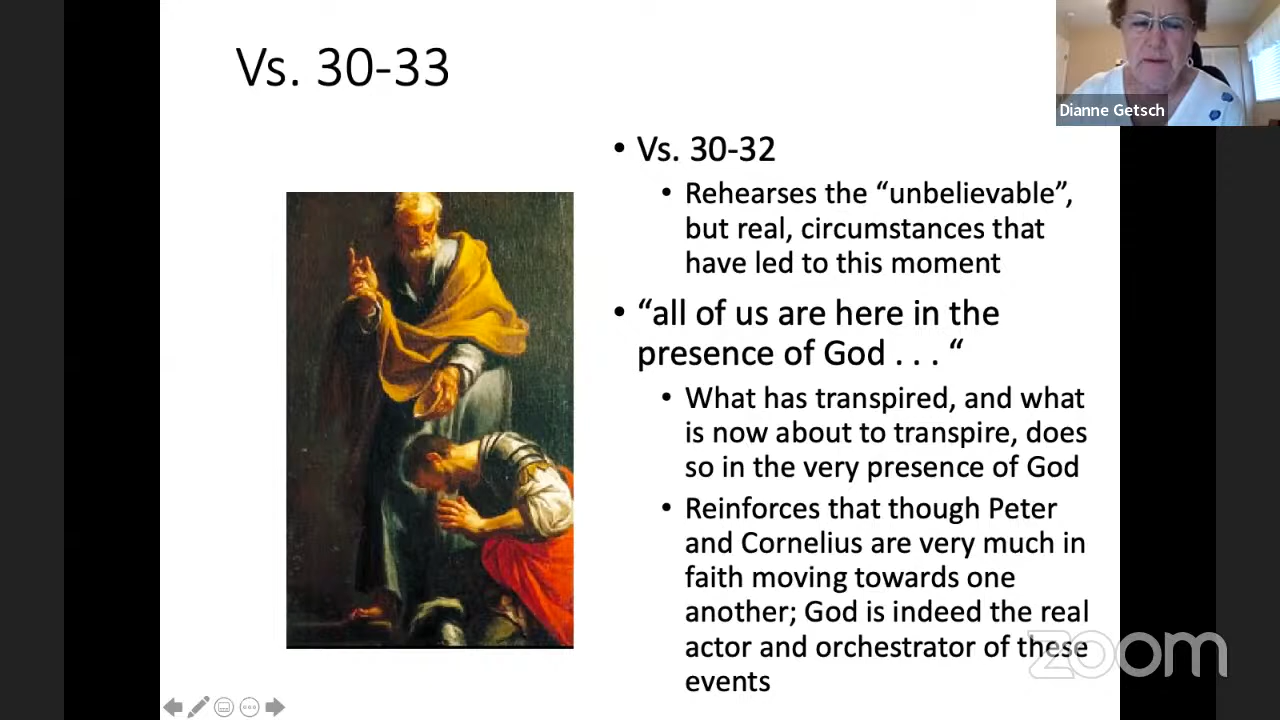 Vs. 30-33
Dianne Getsch
• Vs. 30-32
• Rehearses the “unbelievable”,
but real, circumstances that
have led to this moment
• “all of us are here in the
presence of God . . . “
• What has transpired, and what
is now about to transpire, does
so in the very presence of God
• Reinforces that though Peter
and Cornelius are very much in
faith moving towards one
another; God is indeed the real
actor and orchestrator of these
events
zoom